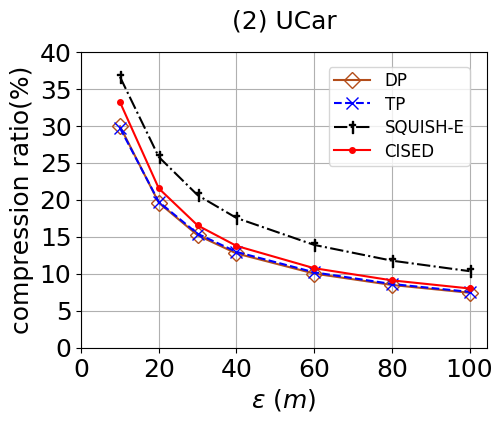 (2) UCar
compression ratio(%)
40
35
30
25
20
15
10
5
0
DP
TP
SQUISH-E
CISED
0 20 40 60 80 100
ε (m)